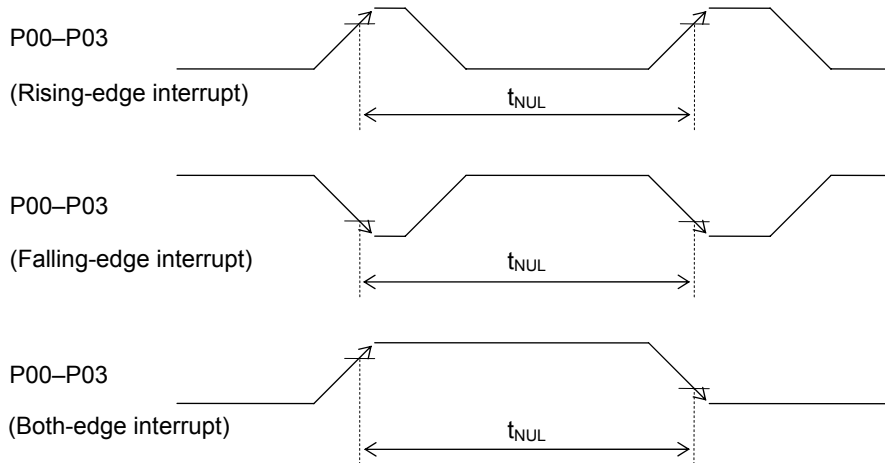 P00–P03
(Rising-edge interrupt)
tNUL
P00–P03
(Falling-edge interrupt)
tNUL
P00–P03
(Both-edge interrupt)
tNUL